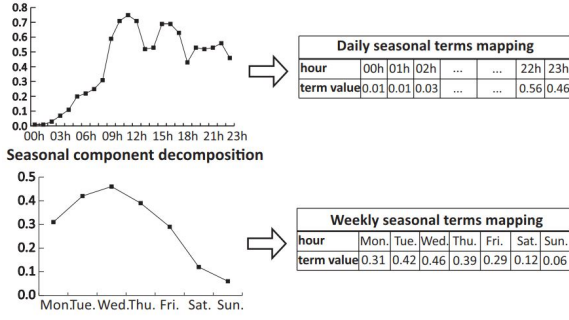 0.8
0.7
0.6
0.5
0.4
0.3
0.2
0.1
0.0
00h 03h 06h 09h 12h 15h 18h 21h 23h
Daily seasonal terms mapping
hour 00h 01h 02h ... ... 22h 23h
term value 0.01 0.01 0.03 ... ... 0.56 0.46
Seasonal component decomposition
0.5
0.4
0.3
0.2
0.1
0.0
Mon.Tue. Wed.Thu. Fri. Sat. Sun.
Weekly seasonal terms mapping
hour Mon. Tue. Wed. Thu. Fri. Sat. Sun.
term value 0.31 0.42 0.46 0.39 0.29 0.12 0.06